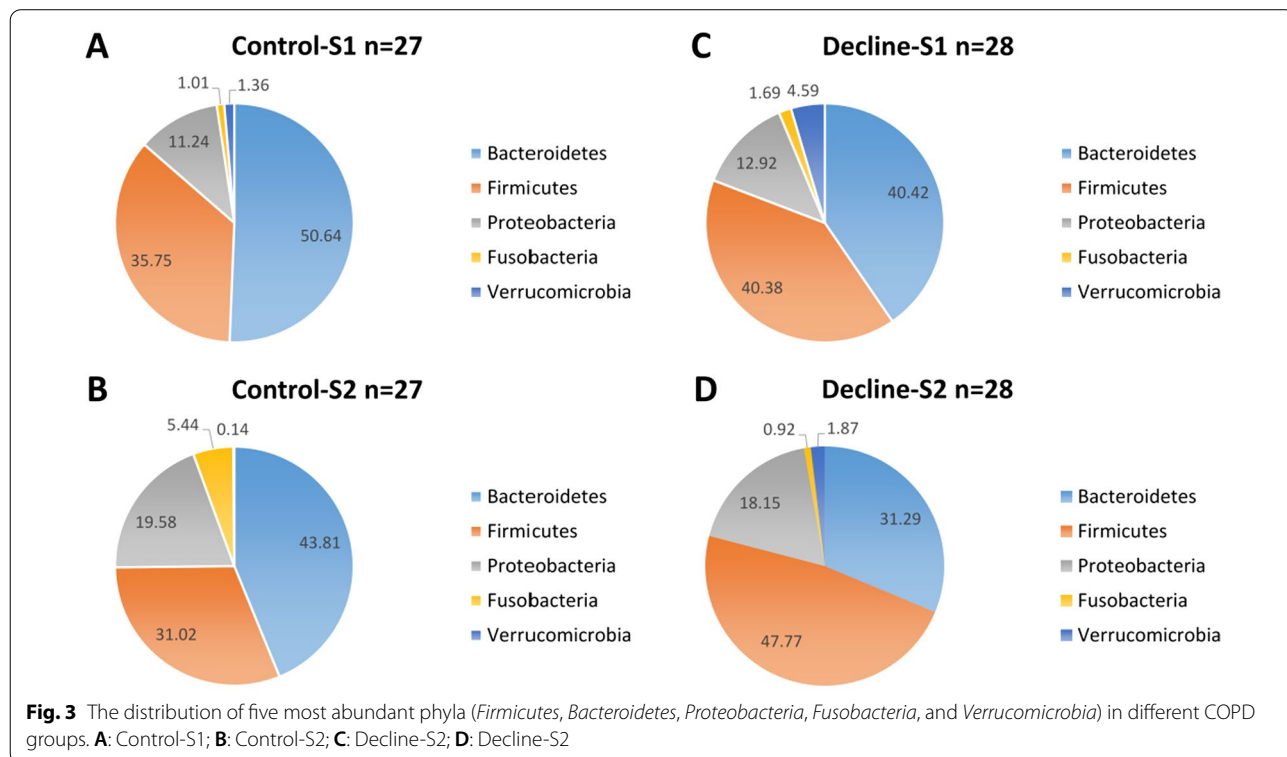 A
Control-S1 n=27
1.01
1.36
11.24
35.75
50.64
Bacteroidetes
Firmicutes
Proteobacteria
Fusobacteria
Verrucomicrobia
C
Decline-S1 n=28
1.69
4.59
12.92
40.42
40.38
Bacteroidetes
Firmicutes
Proteobacteria
Fusobacteria
Verrucomicrobia
B
Control-S2 n=27
5.44
0.14
19.58
43.81
31.02
Bacteroidetes
Firmicutes
Proteobacteria
Fusobacteria
Verrucomicrobia
D
Decline-S2 n=28
0.92
1.87
18.15
31.29
47.77
Bacteroidetes
Firmicutes
Proteobacteria
Fusobacteria
Verrucomicrobia
Fig. 3 The distribution of five most abundant phyla (Firmicutes, Bacteroidetes, Proteobacteria, Fusobacteria, and Verrucomicrobia) in different COPD
groups. A: Control-S1; B: Control-S2; C: Decline-S2; D: Decline-S2